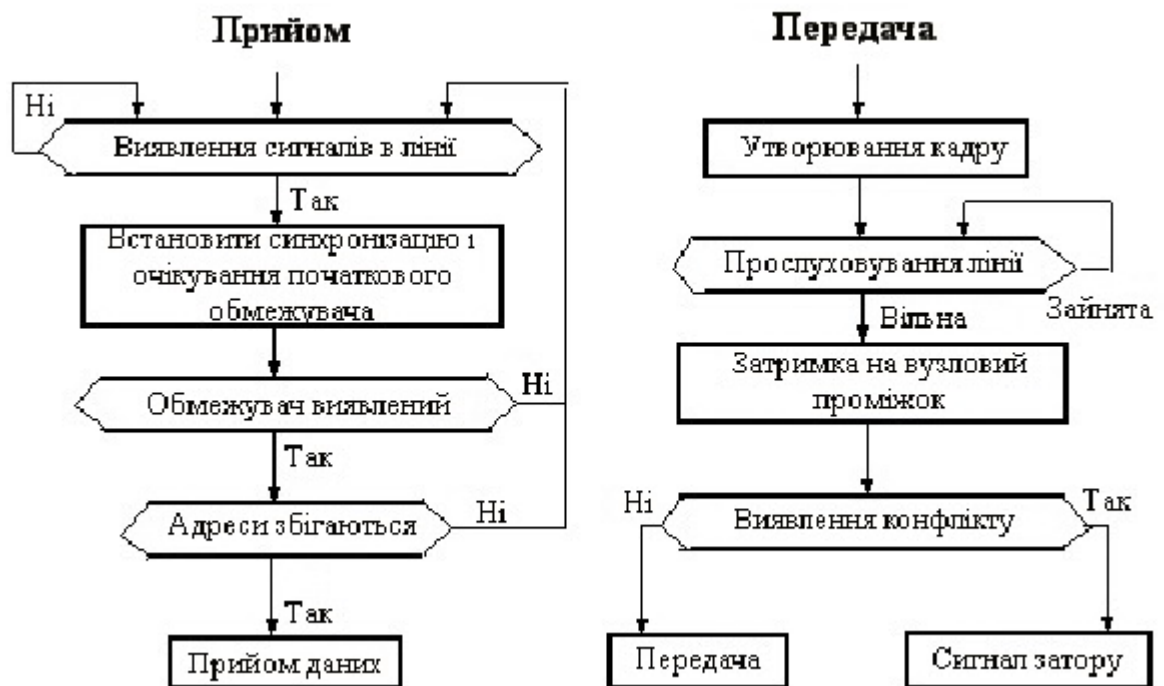 Прийом
Ні
Виявлення сигналів в лінії
Так
Встановити синхронізацію і
очікування початкового
обмежувача
Обмежувач виявлений
Ні
Так
Адреси збігаються
Ні
Так
Прийом даних
Передача
Утворювання кадру
Прослуховування лінії
Зайнята
Вільна
Затримка на вузловий
проміжок
Ні
Виявлення конфлікту
Так
Передача
Сигнал затору